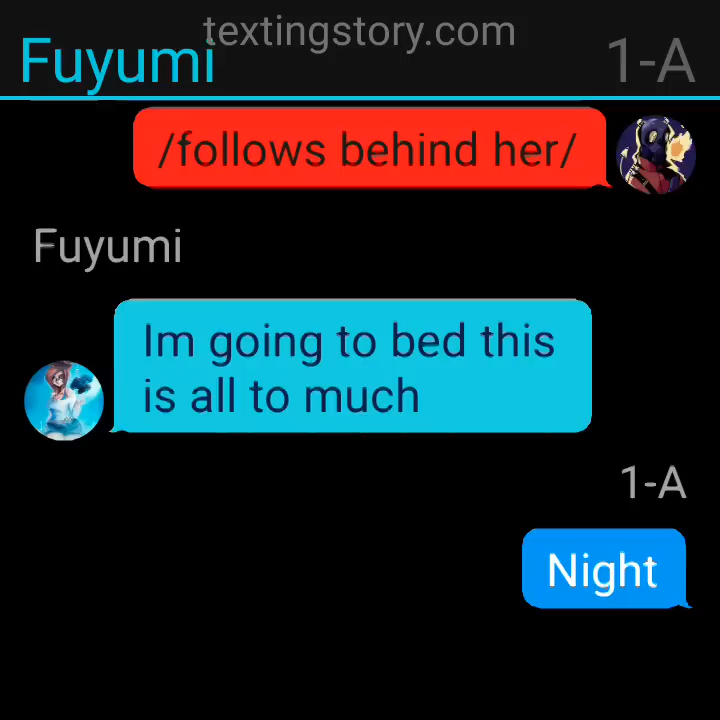 textingstory.com
Fuyumi
1-A
/follows behind her/
Fuyumi
Im going to bed this
is all to much
1-A
Night